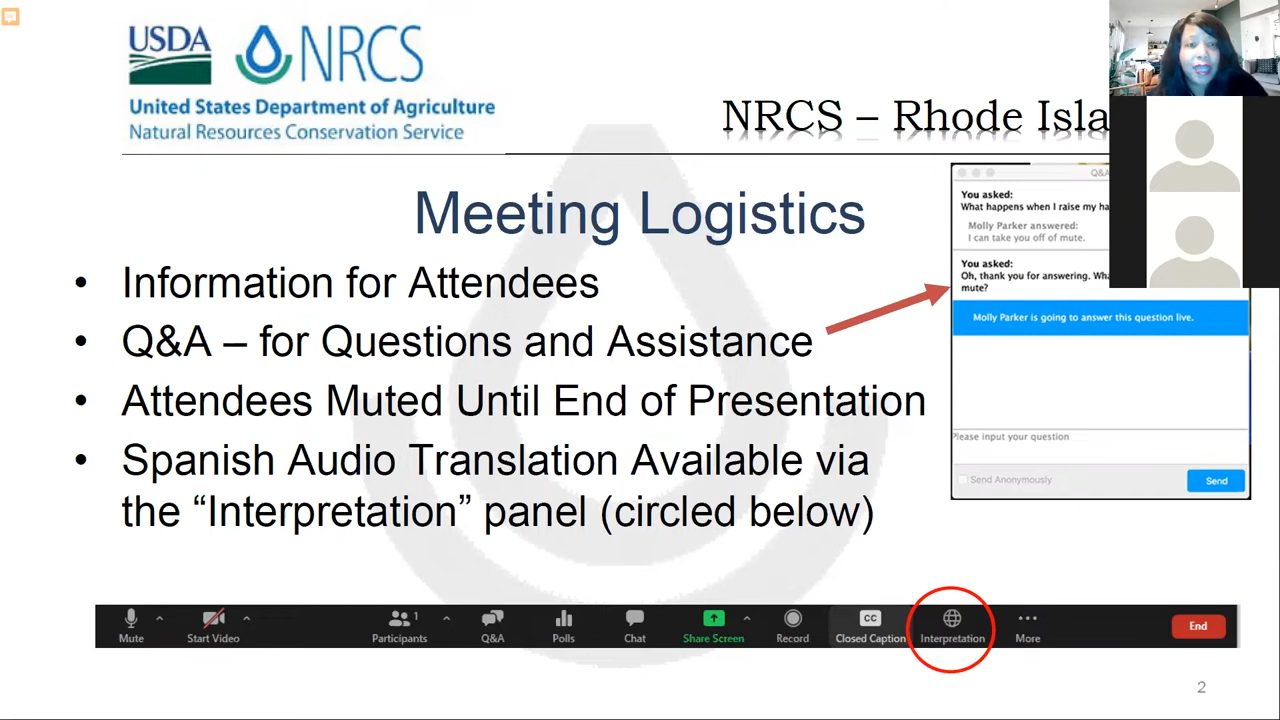 USDA NRCS
United States Department of Agriculture
Natural Resources Conservation Service
NRCS – Rhode Isla
Meeting Logistics
• Information for Attendees
• Q&A – for Questions and Assistance
• Attendees Muted Until End of Presentation
• Spanish Audio Translation Available via
the “Interpretation” panel (circled below)
Q&A
You asked:
What happens when I raise my ha
Molly Parker answered:
I can take you off of mute.
You asked:
Oh, thank you for answering. Wha
mute?
Molly Parker is going to answer this question live.
Please input your question
Send Anonymously
Send
Mute
Start Video
1
Participants
Q&A
Polls
Chat
Share Screen
Record
CC
Closed Caption
Interpretation
More
End
2